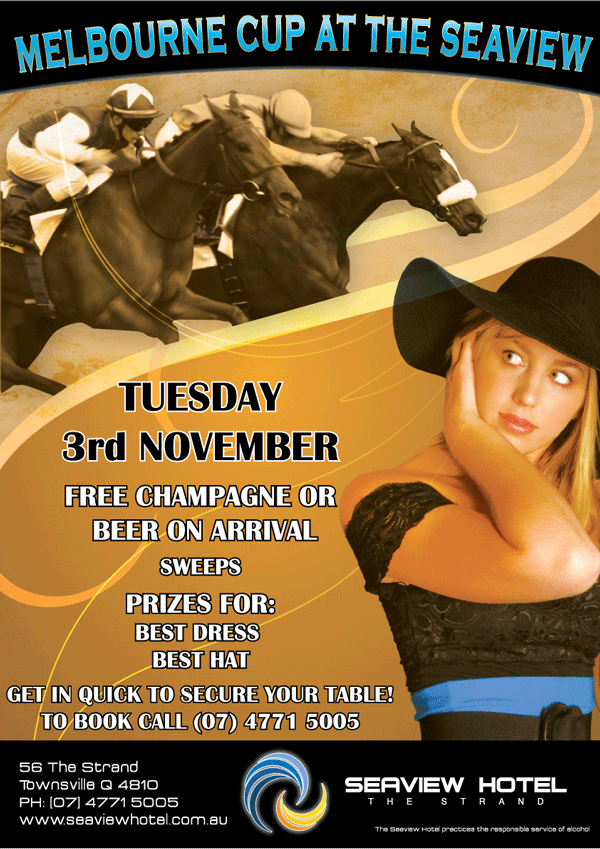 MELBOURNE CUP AT THE SEAVIEW
TUESDAY
3rd NOVEMBER
FREE CHAMPAGNE OR
BEER ON ARRIVAL
SWEEPS
PRIZES FOR:
BEST DRESS
BEST HAT
GET IN QUICK TO SECURE YOUR TABLE!
TO BOOK CALL (07) 4771 5005
56 The Strand
Townsville Q 4810
PH: (07) 4771 5005
www.seaviewhotel.com.au
SEAVIEW HOTEL
THE STRAND
The Seaview Hotel practices the responsible service of alcohol